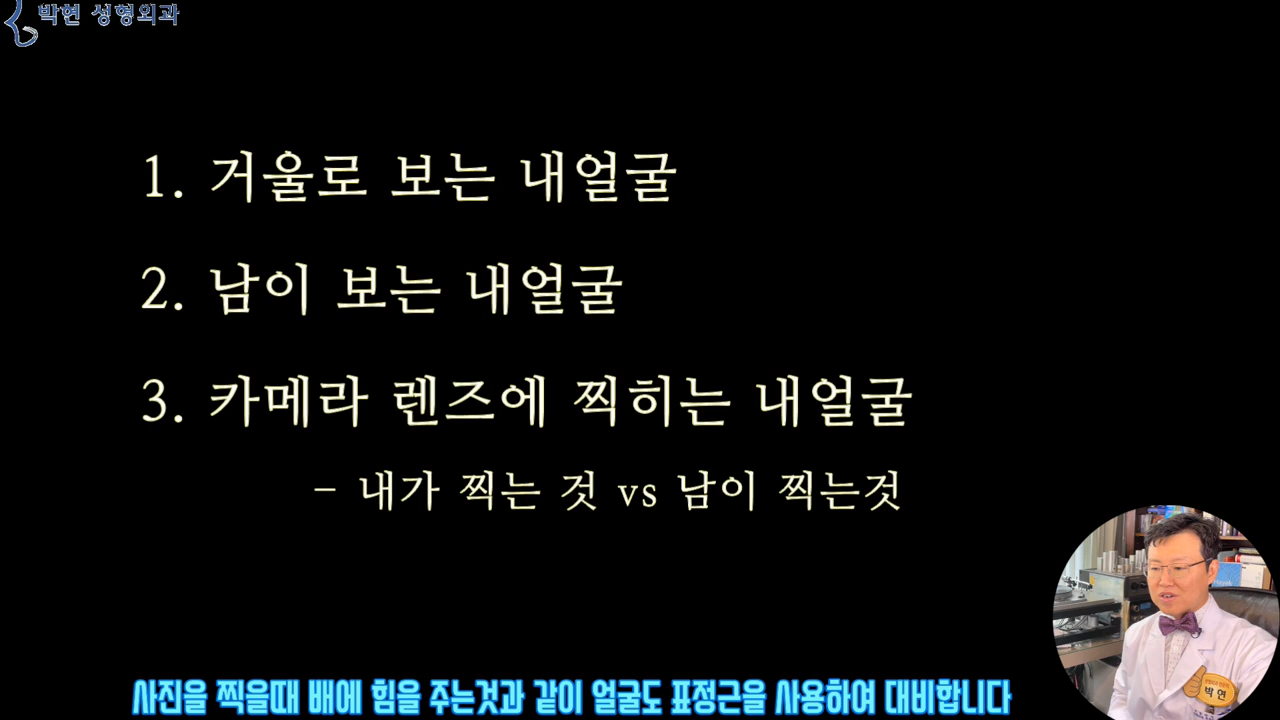 박현 성형외과
1. 거울로 보는 내얼굴
2. 남이 보는 내얼굴
3. 카메라 렌즈에 찍히는 내얼굴
- 내가 찍는 것 vs 남이 찍는것
사진을 찍을때 배에 힘을 주는것과 같이 얼굴도 표정근을 사용하여 대비합니다
박현